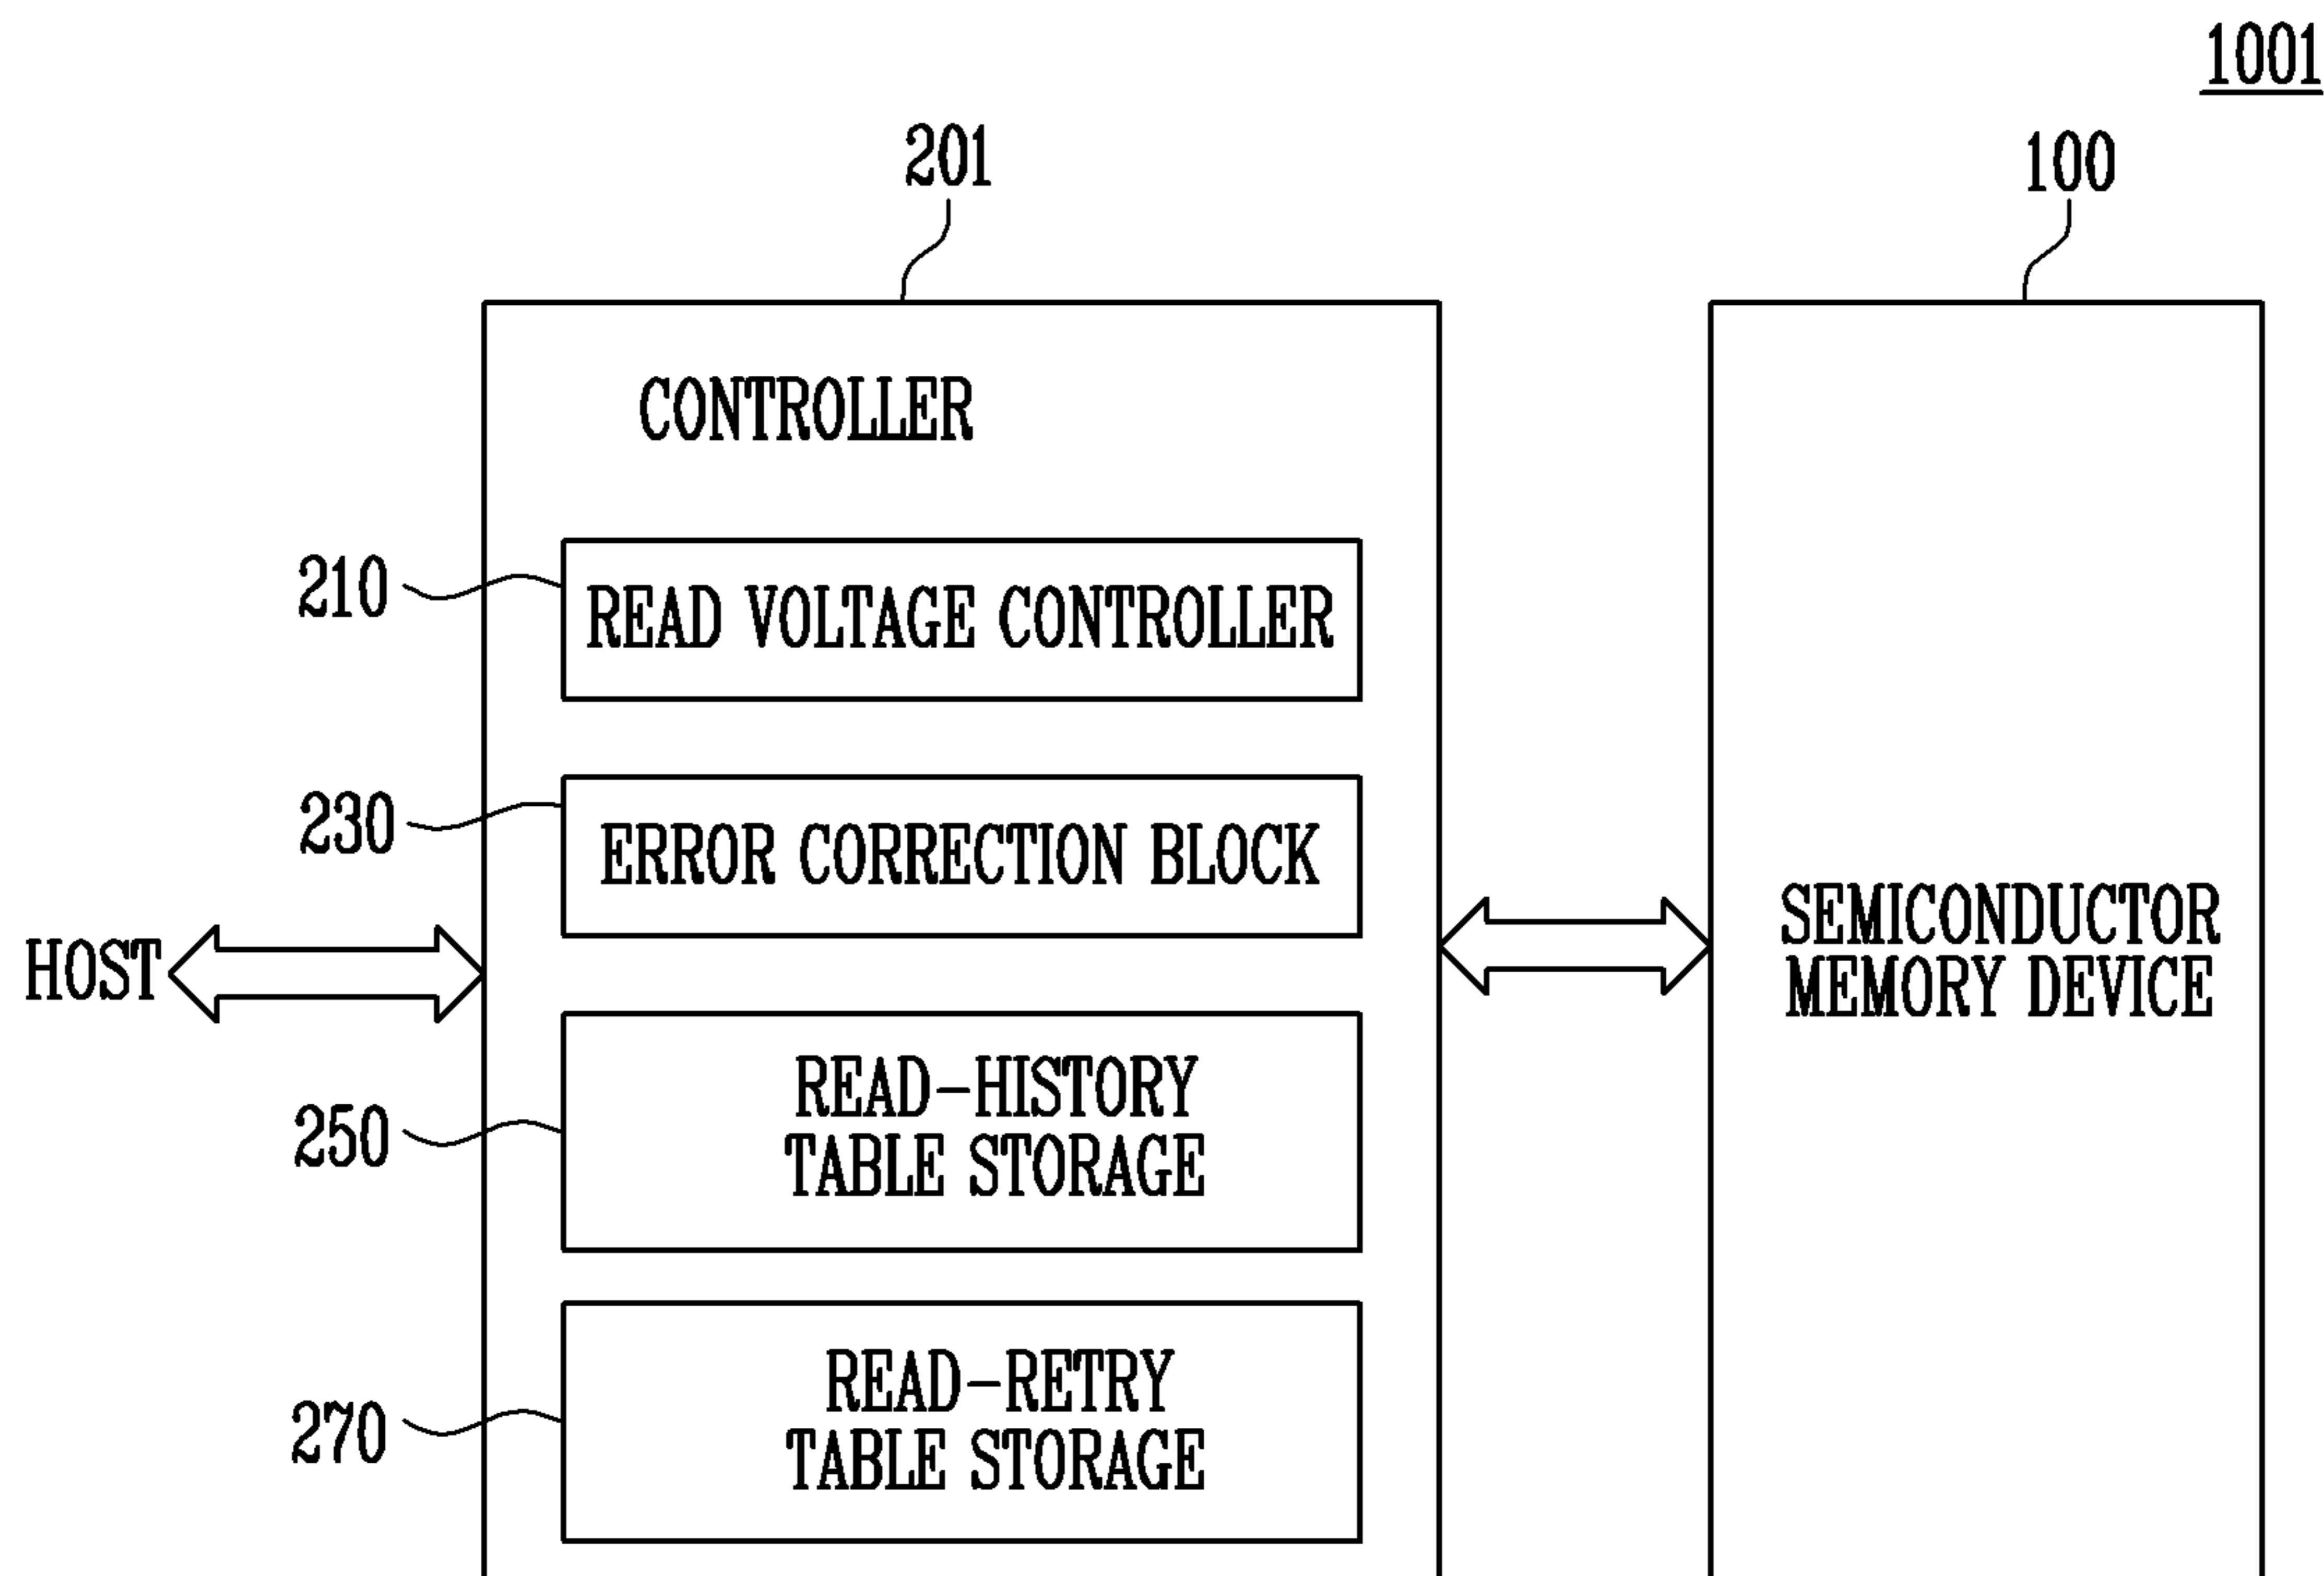 1001
201
100
CONTROLLER
210
READ VOLTAGE CONTROLLER
230
ERROR CORRECTION BLOCK
HOST
SEMICONDUCTOR
MEMORY DEVICE
250
READ-HISTORY
TABLE STORAGE
270
READ-RETRY
TABLE STORAGE